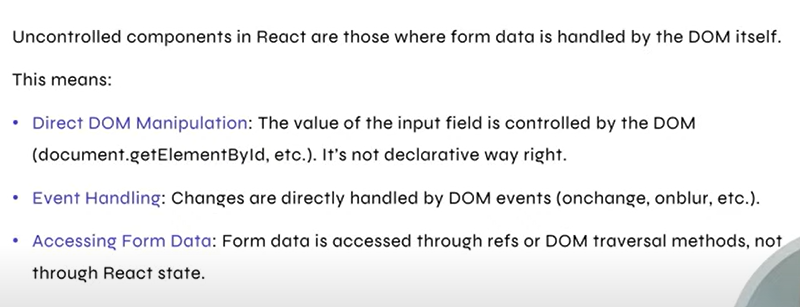 Uncontrolled components in React are those where form data is handled by the DOM itself.
This means:
• Direct DOM Manipulation: The value of the input field is controlled by the DOM
(document.getElementById, etc.). It's not declarative way right.
• Event Handling: Changes are directly handled by DOM events (onchange, onblur, etc.).
• Accessing Form Data: Form data is accessed through refs or DOM traversal methods, not
through React state.